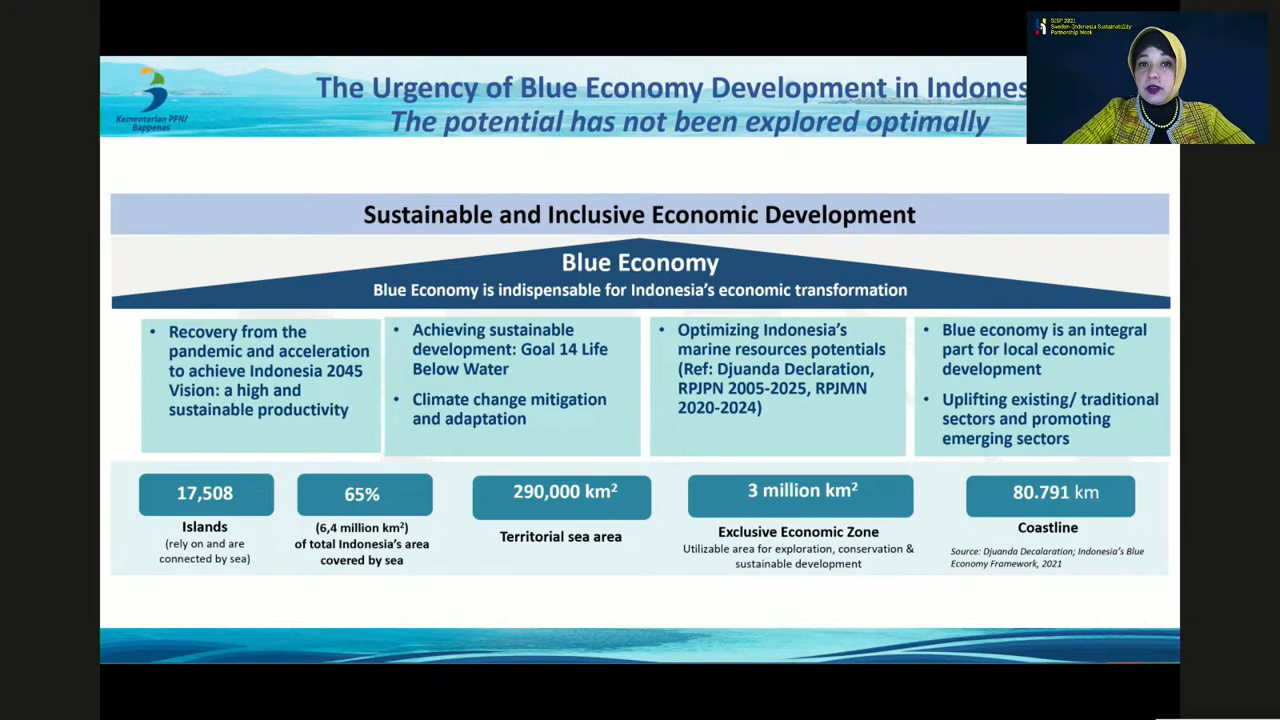 SISP 2021
Sweden-Indonesia Sustainability
Partnership Week
Kementerian PPN/
Bappenas
The Urgency of Blue Economy Development in Indones
The potential has not been explored optimally
Sustainable and Inclusive Economic Development
Blue Economy
Blue Economy is indispensable for Indonesia's economic transformation
• Recovery from the
pandemic and acceleration
to achieve Indonesia 2045
Vision: a high and
sustainable productivity
• Achieving sustainable
development: Goal 14 Life
Below Water
• Climate change mitigation
and adaptation
• Optimizing Indonesia's
marine resources potentials
(Ref: Djuanda Declaration,
RPJPN 2005-2025, RPJMN
2020-2024)
• Blue economy is an integral
part for local economic
development
• Uplifting existing/ traditional
sectors and promoting
emerging sectors
17,508
Islands
(rely on and are
connected by sea)
65%
(6,4 million km²)
of total Indonesia's area
covered by sea
290,000 km²
Territorial sea area
3 million km²
Exclusive Economic Zone
Utilizable area for exploration, conservation &
sustainable development
80.791 km
Coastline
Source: Djuanda Decalaration; Indonesia's Blue
Economy Framework, 2021